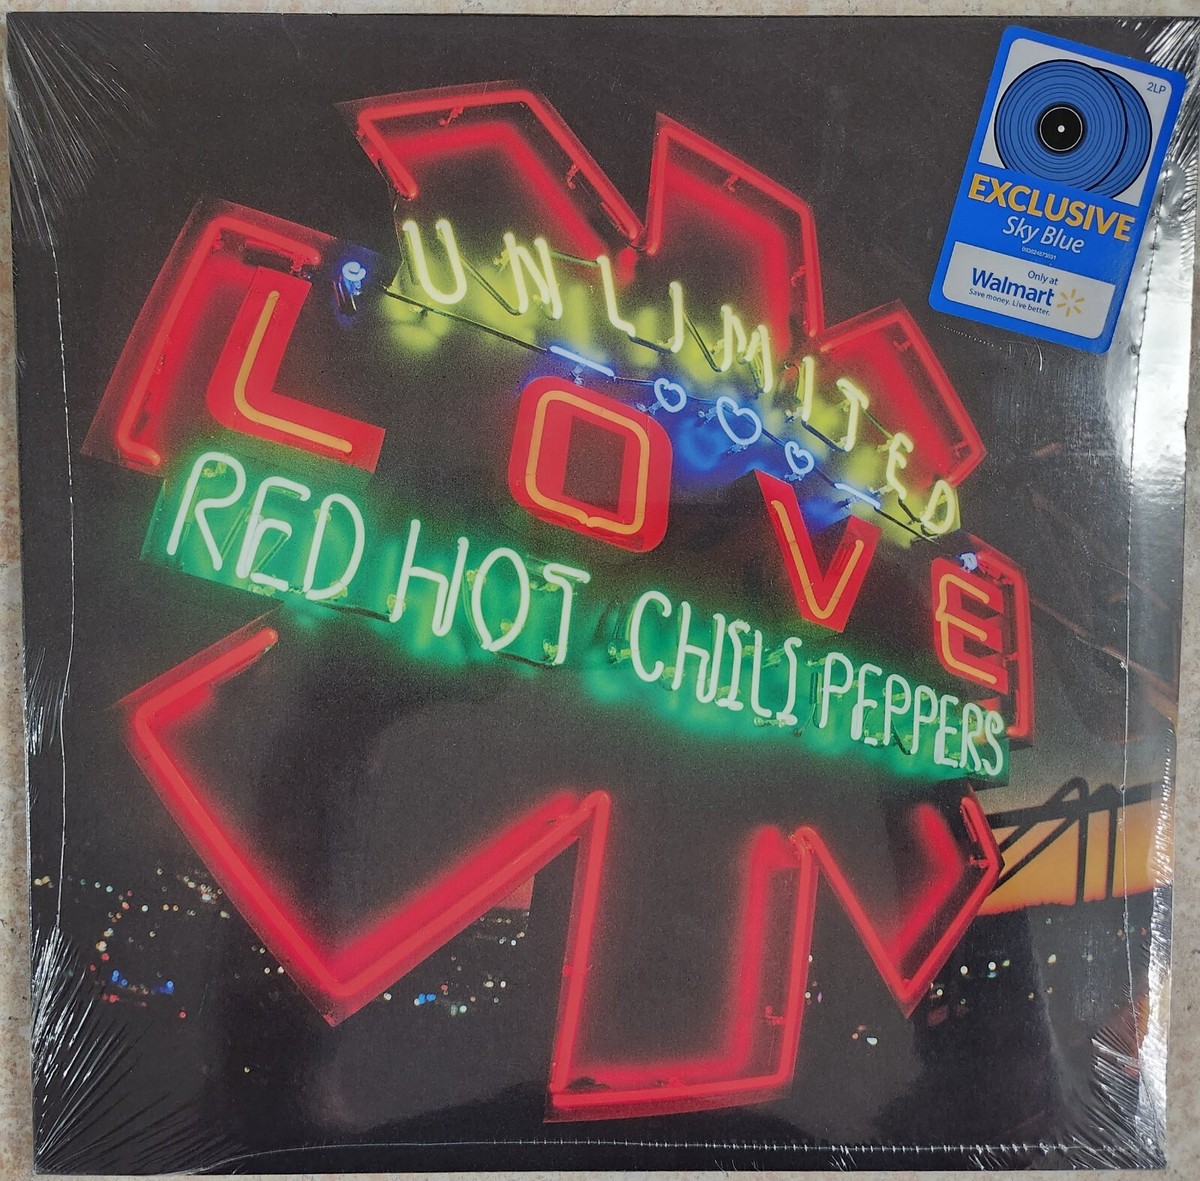 2LP
EXCLUSIVE
Sky Blue
Only at
Walmart
Save money. Live better.
UNLIMITED
LOVE
RED HOT CHILI PEPPERS